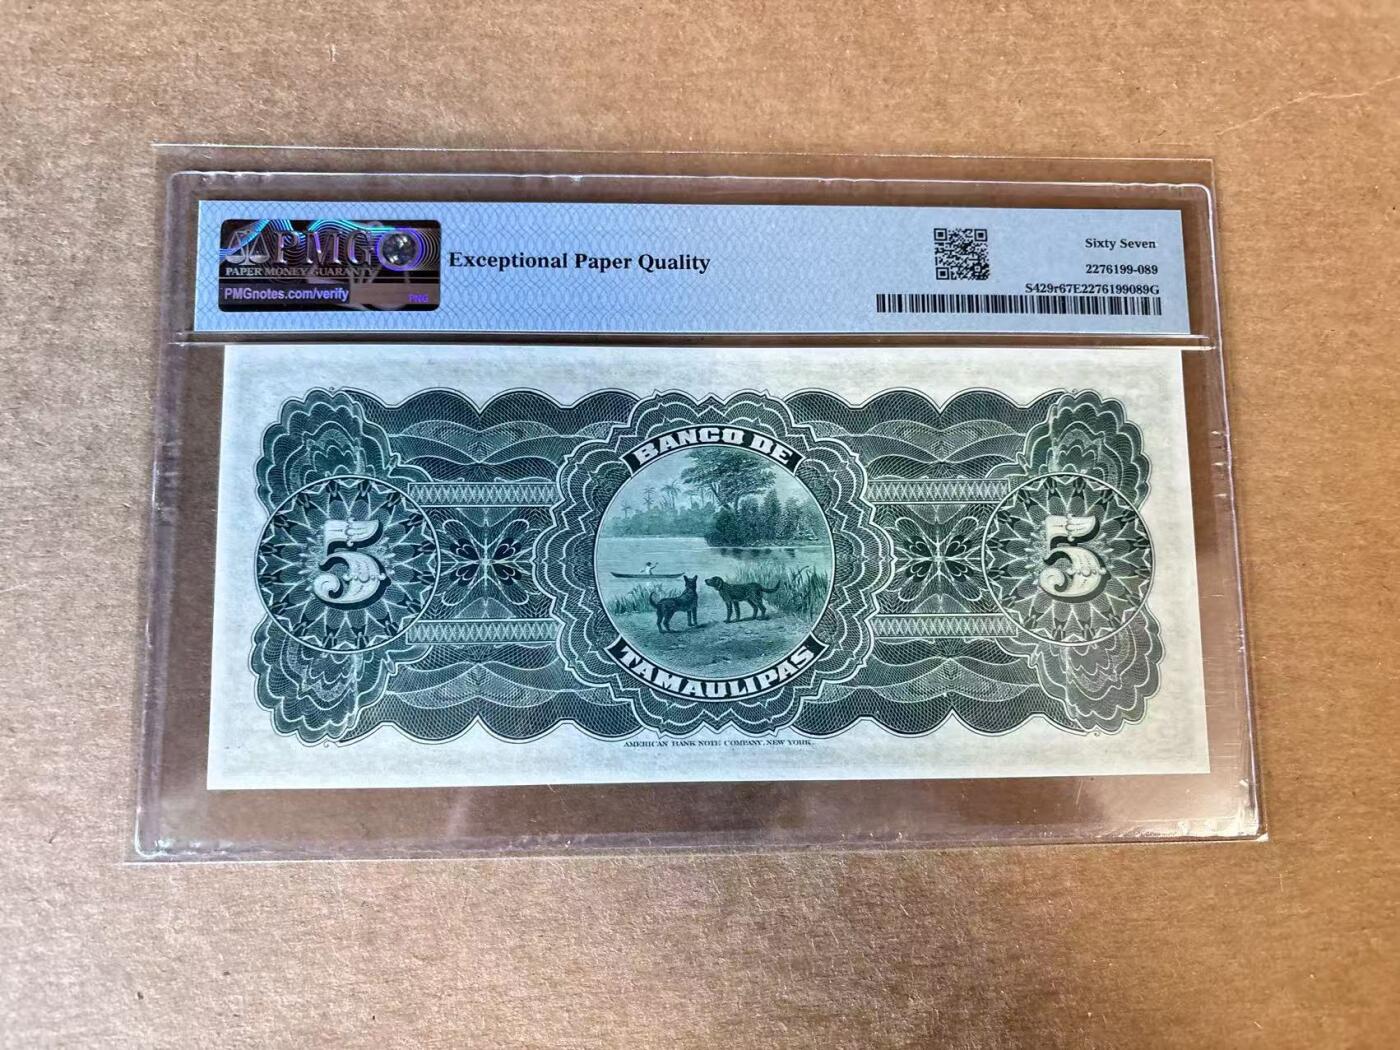 PMG
PAPER MONEY GUARANTY
PMGnotes.com/verify
PMG
Exceptional Paper Quality
Sixty Seven
2276199-089
S429r67E2276199089G
BANCO DE
5
5
TAMAULIPAS
AMERICAN BANK NOTE COMPANY, NEW YORK.